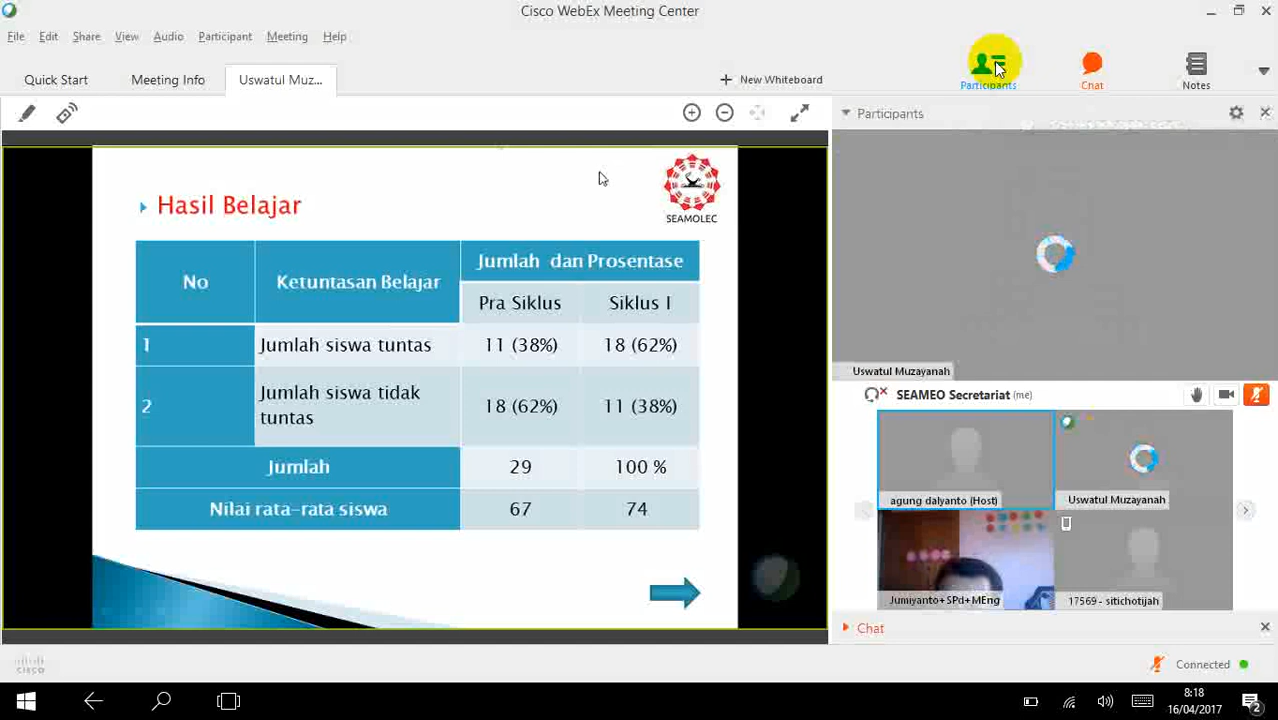 Cisco WebEx Meeting Center
File Edit Share View Audio Participant Meeting Help
Quick Start Meeting Info Uswatul Muz... + New Whiteboard
Participants Chat Notes
Participants
SEAMOLEC
Hasil Belajar
No Ketuntasan Belajar Jumlah dan Prosentase
Pra Siklus Siklus I
1 Jumlah siswa tuntas 11 (38%) 18 (62%)
2 Jumlah siswa tidak tuntas 18 (62%) 11 (38%)
Jumlah 29 100 %
Nilai rata-rata siswa 67 74
Uswatul Muzayanah
SEAMEO Secretariat (me)
agung dalyanto (Host)
Uswatul Muzayanah
Jumiyanto+SPd+MEng
17569 - sitichotijah
Chat
cisco
Connected
8:18
16/04/2017
2